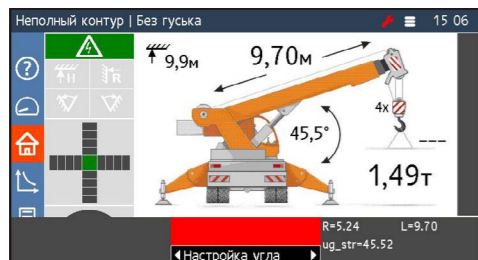 Неполный контур | Без гуська
15 06
9,9м
9,70м
H
R
4x
45,5°
---
1,49т
R=5.24 L=9.70
ug_str=45.52
Настройка угла